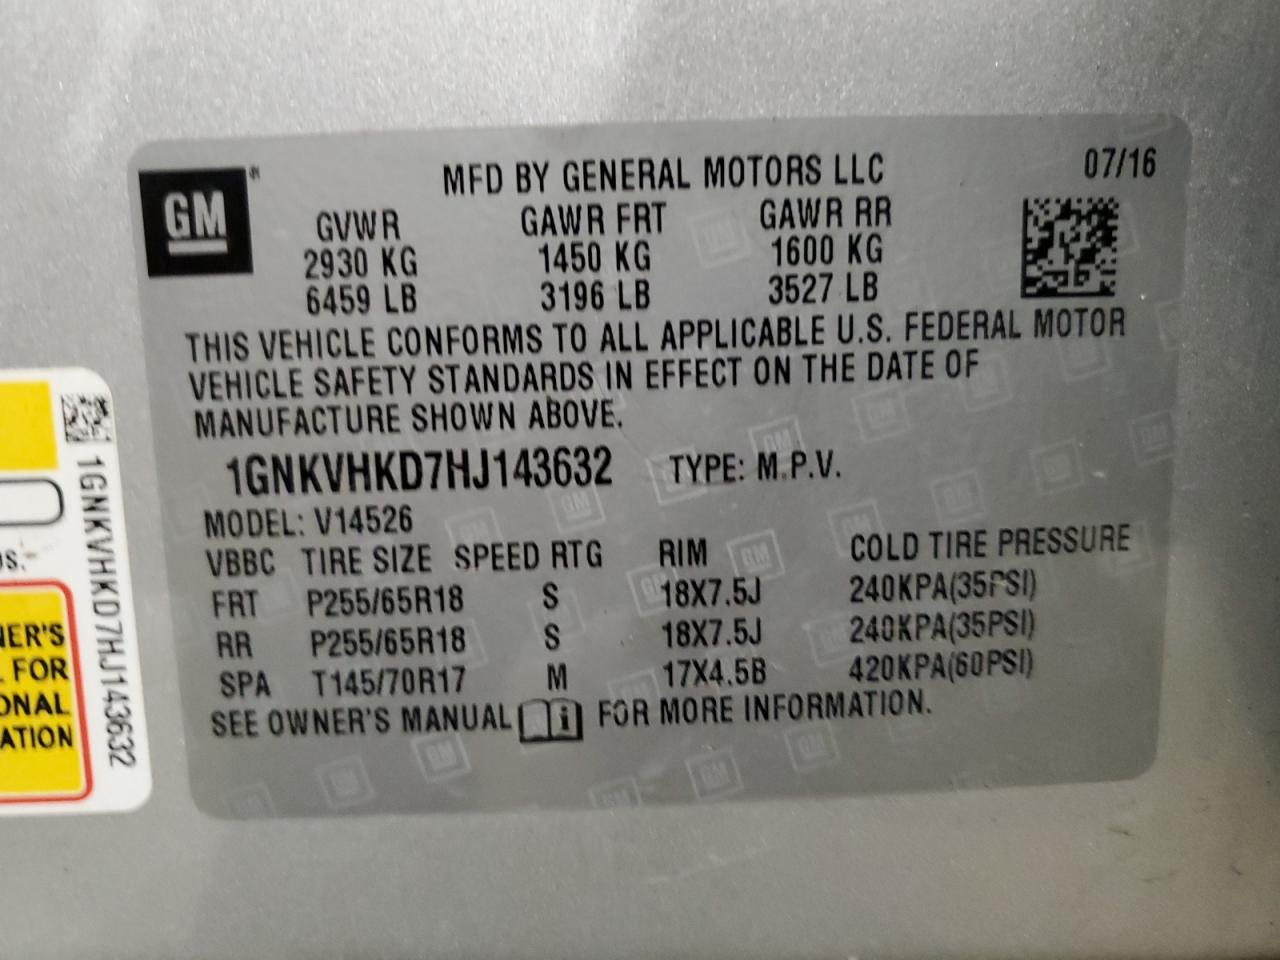 GM
MFD BY GENERAL MOTORS LLC
07/16
GVWR GAWR FRT GAWR RR
2930 KG 1450 KG 1600 KG
6459 LB 3196 LB 3527 LB
THIS VEHICLE CONFORMS TO ALL APPLICABLE U.S. FEDERAL MOTOR
VEHICLE SAFETY STANDARDS IN EFFECT ON THE DATE OF
MANUFACTURE SHOWN ABOVE.
1GNKVHKD7HJ143632 TYPE: M.P.V.
MODEL: V14526
VBBC TIRE SIZE SPEED RTG RIM COLD TIRE PRESSURE
FRT P255/65R18 S 18X7.5J 240KPA(35PSI)
RR P255/65R18 S 18X7.5J 240KPA(35PSI)
SPA T145/70R17 M 17X4.5B 420KPA(60PSI)
SEE OWNER'S MANUAL i FOR MORE INFORMATION.
1GNKVHKD7HJ143632
NER'S
FOR
ONAL
ATION